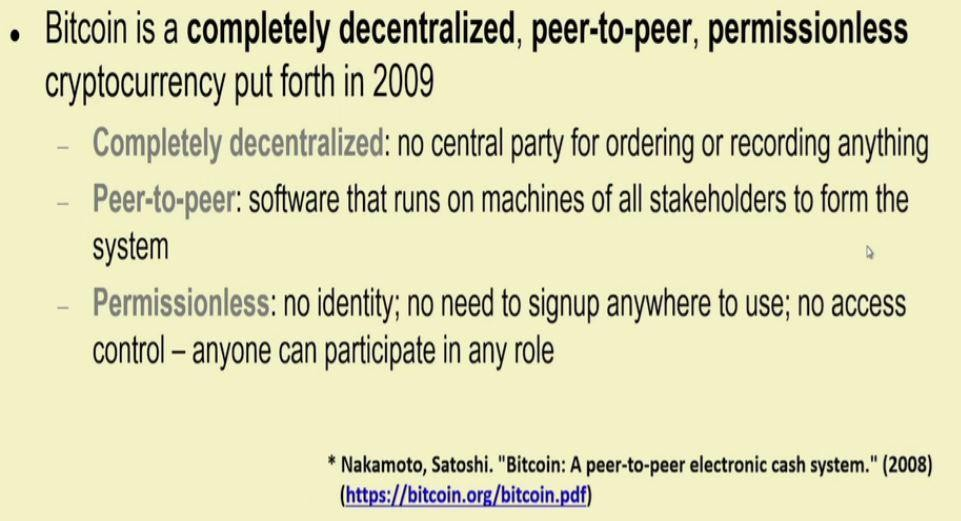 • Bitcoin is a completely decentralized, peer-to-peer, permissionless
cryptocurrency put forth in 2009
– Completely decentralized: no central party for ordering or recording anything
– Peer-to-peer: software that runs on machines of all stakeholders to form the
system
– Permissionless: no identity; no need to signup anywhere to use; no access
control – anyone can participate in any role
* Nakamoto, Satoshi. "Bitcoin: A peer-to-peer electronic cash system." (2008)
(https://bitcoin.org/bitcoin.pdf)